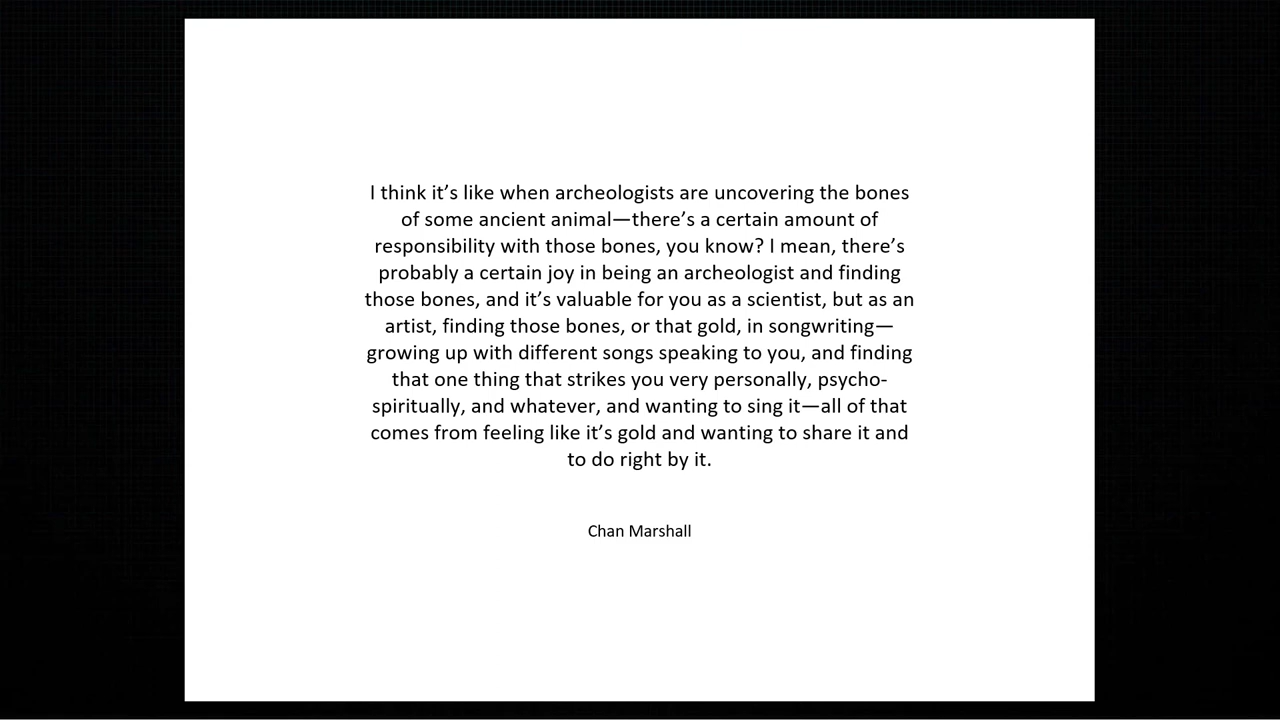 I think it’s like when archeologists are uncovering the bones
of some ancient animal—there’s a certain amount of
responsibility with those bones, you know? I mean, there’s
probably a certain joy in being an archeologist and finding
those bones, and it’s valuable for you as a scientist, but as an
artist, finding those bones, or that gold, in songwriting—
growing up with different songs speaking to you, and finding
that one thing that strikes you very personally, psycho-
spiritually, and whatever, and wanting to sing it—all of that
comes from feeling like it’s gold and wanting to share it and
to do right by it.
Chan Marshall